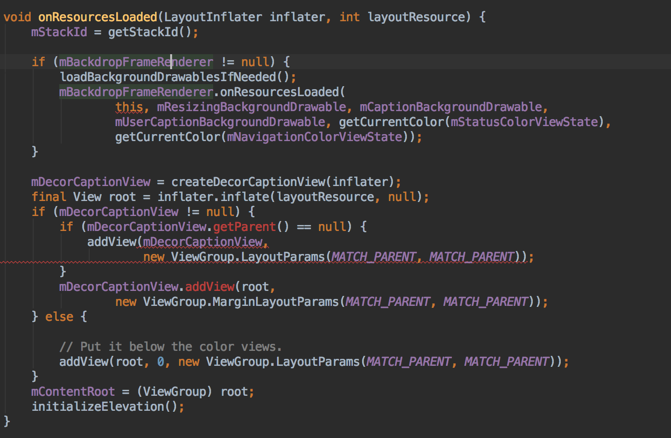 void onResourcesLoaded(LayoutInflater inflater, int layoutResource) {
    mStackId = getStackId();

    if (mBackdropFrameRenderer != null) {
        loadBackgroundDrawablesIfNeeded();
        mBackdropFrameRenderer.onResourcesLoaded(
                this, mResizingBackgroundDrawable, mCaptionBackgroundDrawable,
                mUserCaptionBackgroundDrawable, getCurrentColor(mStatusColorViewState),
                getCurrentColor(mNavigationColorViewState));
    }

    mDecorCaptionView = createDecorCaptionView(inflater);
    final View root = inflater.inflate(layoutResource, null);
    if (mDecorCaptionView != null) {
        if (mDecorCaptionView.getParent() == null) {
            addView(mDecorCaptionView,
                    new ViewGroup.LayoutParams(MATCH_PARENT, MATCH_PARENT));
        }
        mDecorCaptionView.addView(root,
                new ViewGroup.MarginLayoutParams(MATCH_PARENT, MATCH_PARENT));
    } else {

        // Put it below the color views.
        addView(root, 0, new ViewGroup.LayoutParams(MATCH_PARENT, MATCH_PARENT));
    }
    mContentRoot = (ViewGroup) root;
    initializeElevation();
}